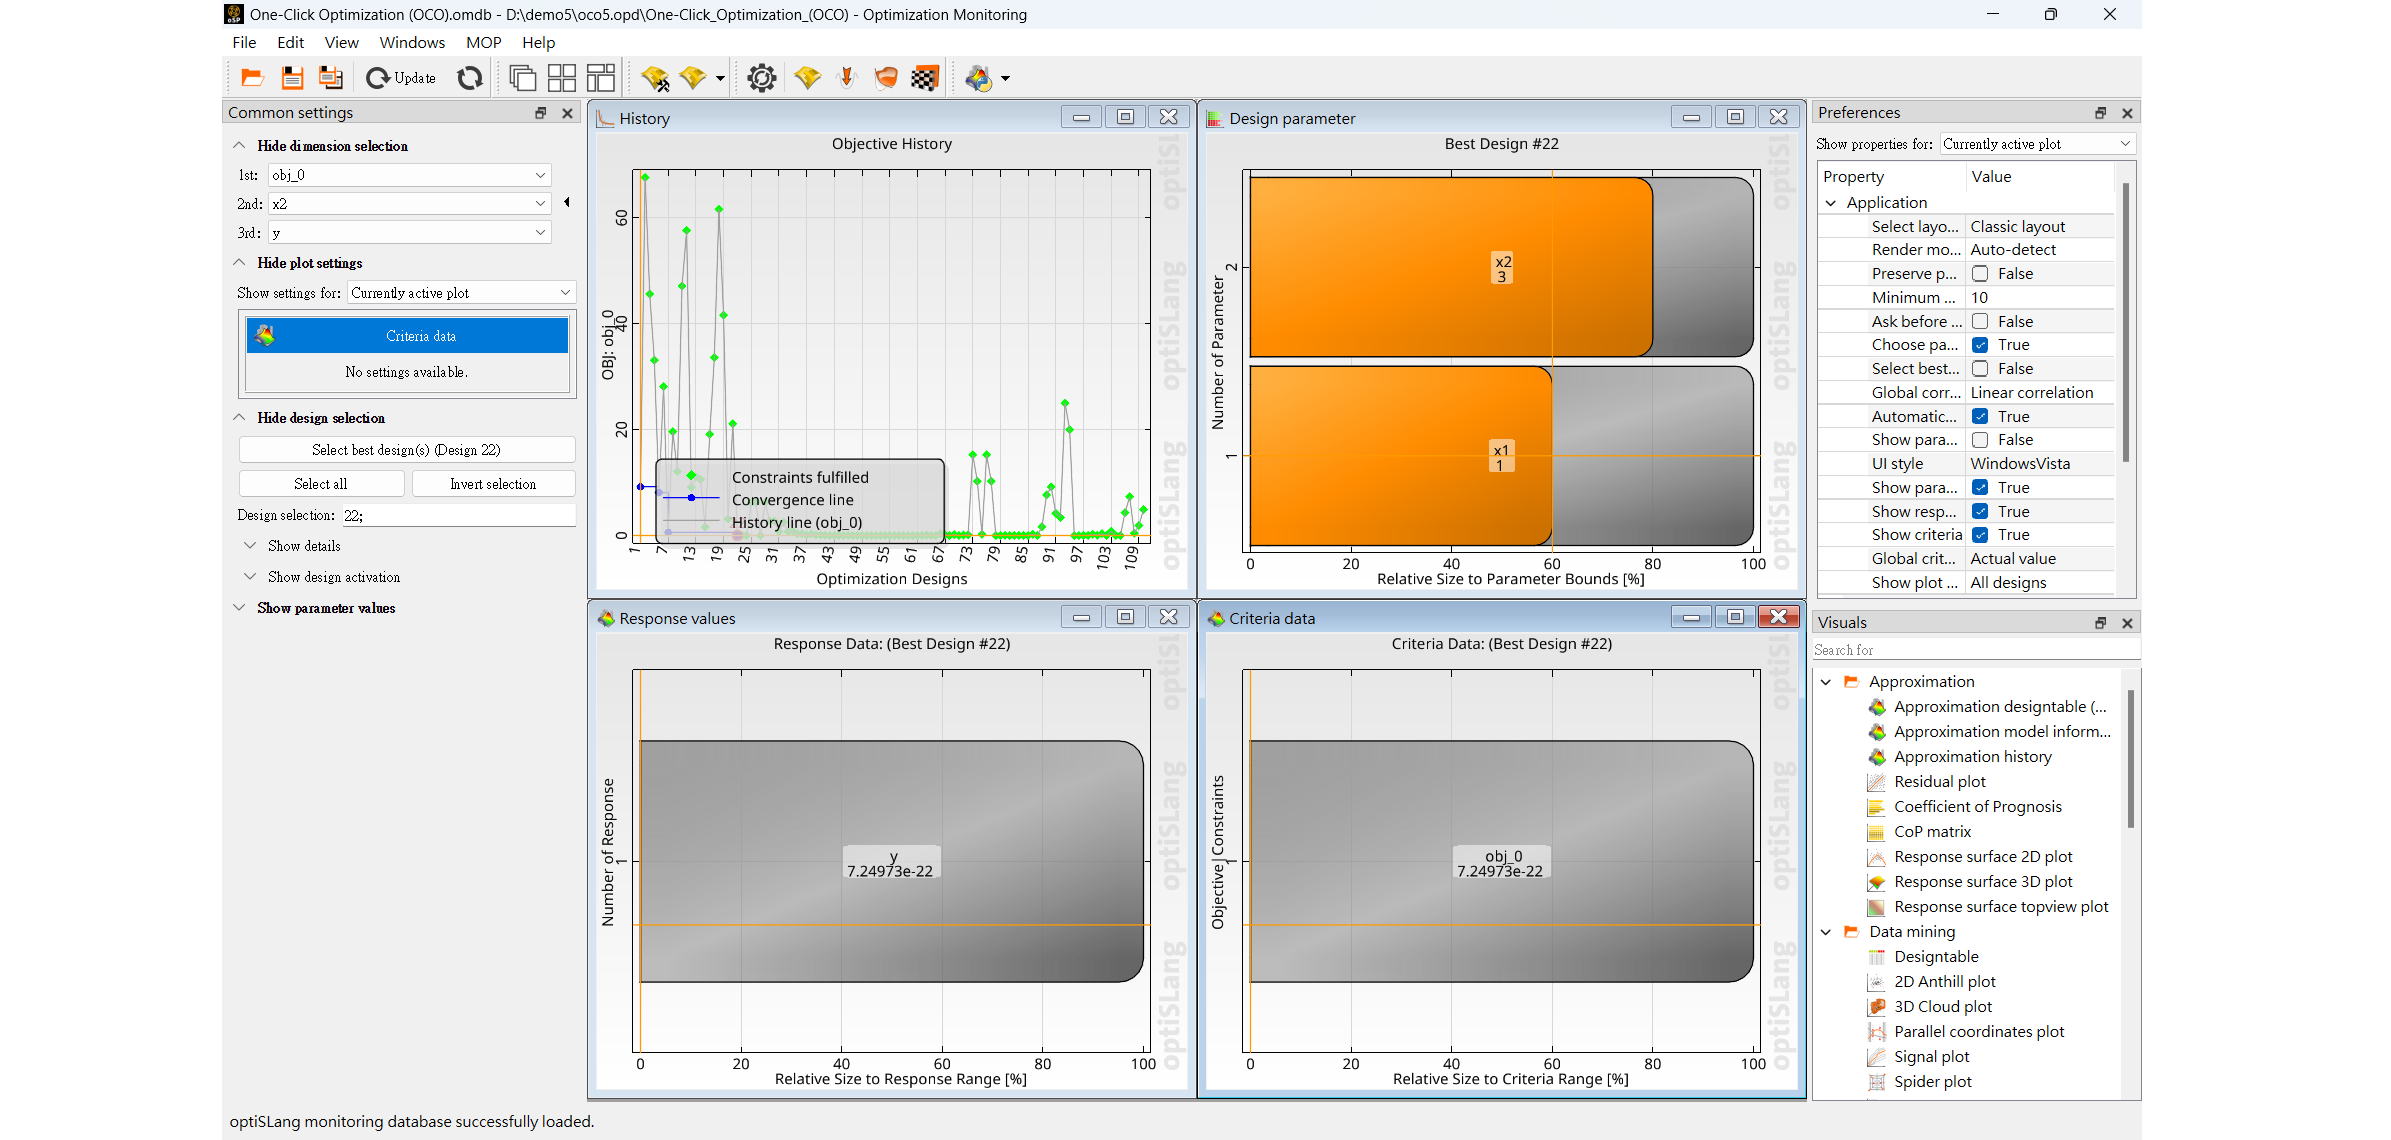 One-Click Optimization (OCO).omdb - D:\demo5\oco5.opd\One-Click_Optimization_(OCO) - Optimization Monitoring
File Edit View Windows MOP Help
Update
Common settings
Hide dimension selection
1st: obj_0
2nd: x2
3rd: y
Hide plot settings
Show settings for: Currently active plot
Criteria data
No settings available.
Hide design selection
Select best design(s) (Design 22)
Select all Invert selection
Design selection: 22;
Show details
Show design activation
Show parameter values
History
Objective History
OBJ: obj_0
60
40
20
0
Constraints fulfilled
Convergence line
History line (obj_0)
1 7 13 19 25 31 37 43 49 55 61 67 73 79 85 91 97 103 109
Optimization Designs
optiSLang optiSLang optiSL
Design parameter
Best Design #22
Number of Parameter
2
1
x2
3
x1
1
0 20 40 60 80 100
Relative Size to Parameter Bounds [%]
optiSLang optiSLang optiSL
Response values
Response Data: (Best Design #22)
Number of Response
1
y
7.24973e-22
0 20 40 60 80 100
Relative Size to Response Range [%]
optiSLang optiSLang optiSL
Criteria data
Criteria Data: (Best Design #22)
Objective|Constraints
1
obj_0
7.24973e-22
0 20 40 60 80 100
Relative Size to Criteria Range [%]
optiSLang optiSLang optiSL
Preferences
Show properties for: Currently active plot
Property Value
Application
Select layo... Classic layout
Render mo... Auto-detect
Preserve p... False
Minimum ... 10
Ask before ... False
Choose pa... True
Select best... False
Global corr... Linear correlation
Automatic... True
Show para... False
UI style WindowsVista
Show para... True
Show resp... True
Show criteria True
Global crit... Actual value
Show plot ... All designs
Visuals
Search for
Approximation
Approximation designtable (...
Approximation model inform...
Approximation history
Residual plot
Coefficient of Prognosis
CoP matrix
Response surface 2D plot
Response surface 3D plot
Response surface topview plot
Data mining
Designtable
2D Anthill plot
3D Cloud plot
Parallel coordinates plot
Signal plot
Spider plot
optiSLang monitoring database successfully loaded.